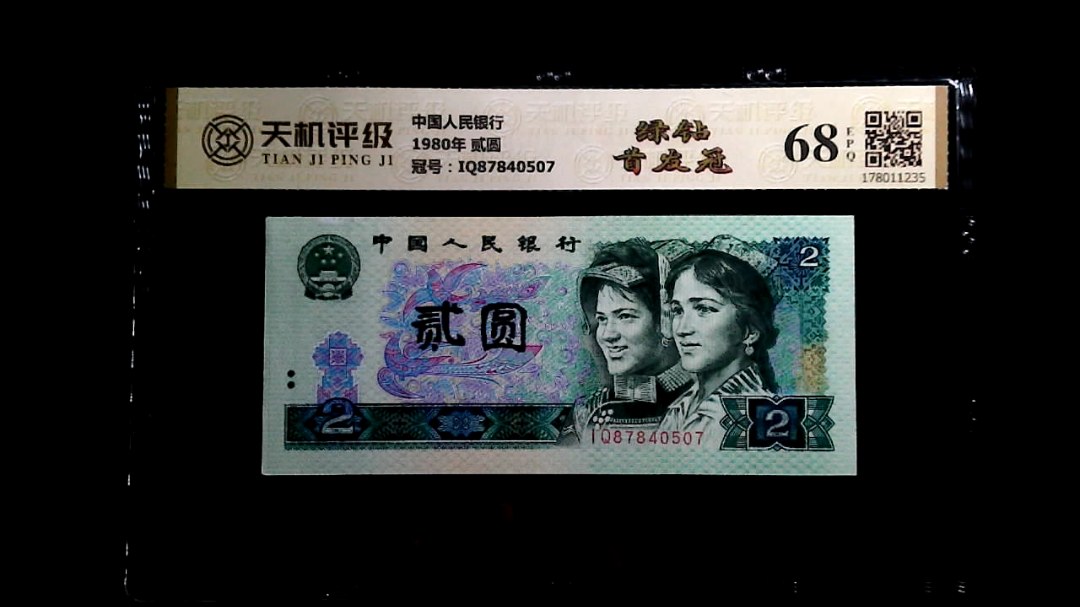 天机评级
TIAN JI PING JI
中国人民银行
1980年 贰圆
冠号：IQ87840507
绿钻
首发冠
68
EPQ
178011235
中国人民银行
2
贰圆
2
IQ87840507
2